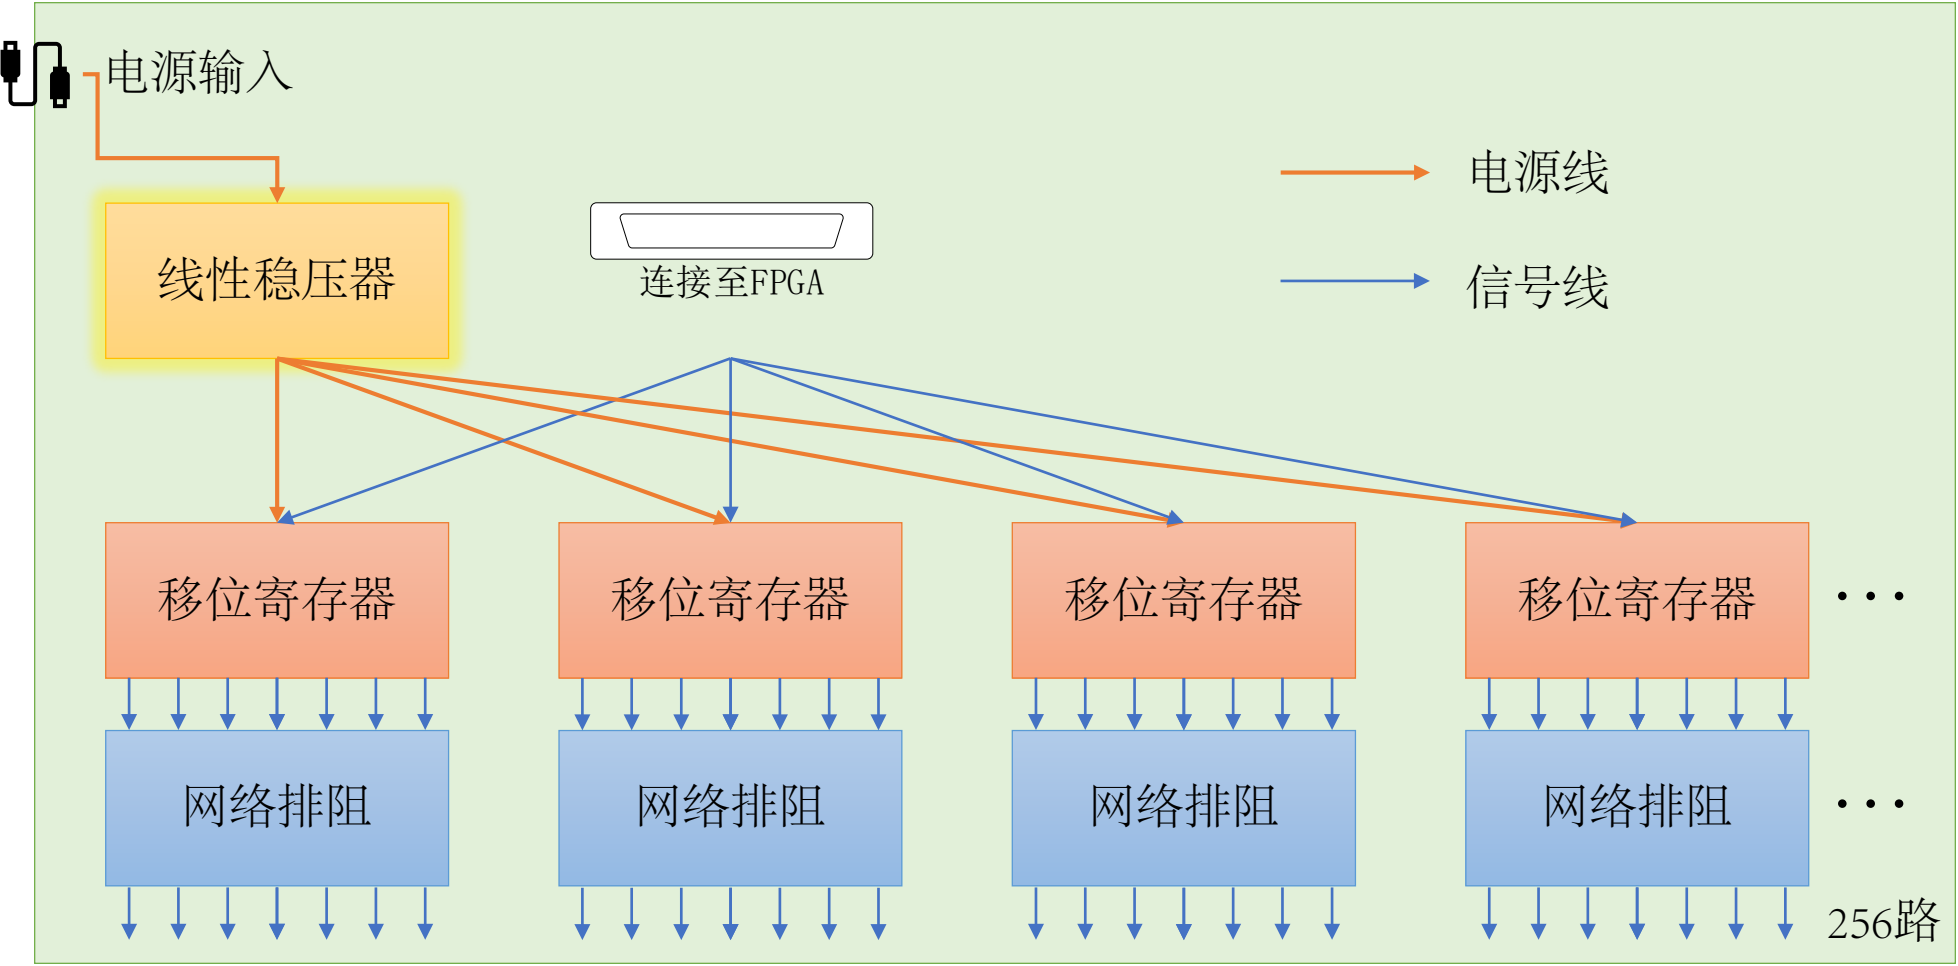 电源输入
电源线
线性稳压器
连接至FPGA
信号线
移位寄存器
移位寄存器
移位寄存器
移位寄存器
···
网络排阻
网络排阻
网络排阻
网络排阻
···
256路